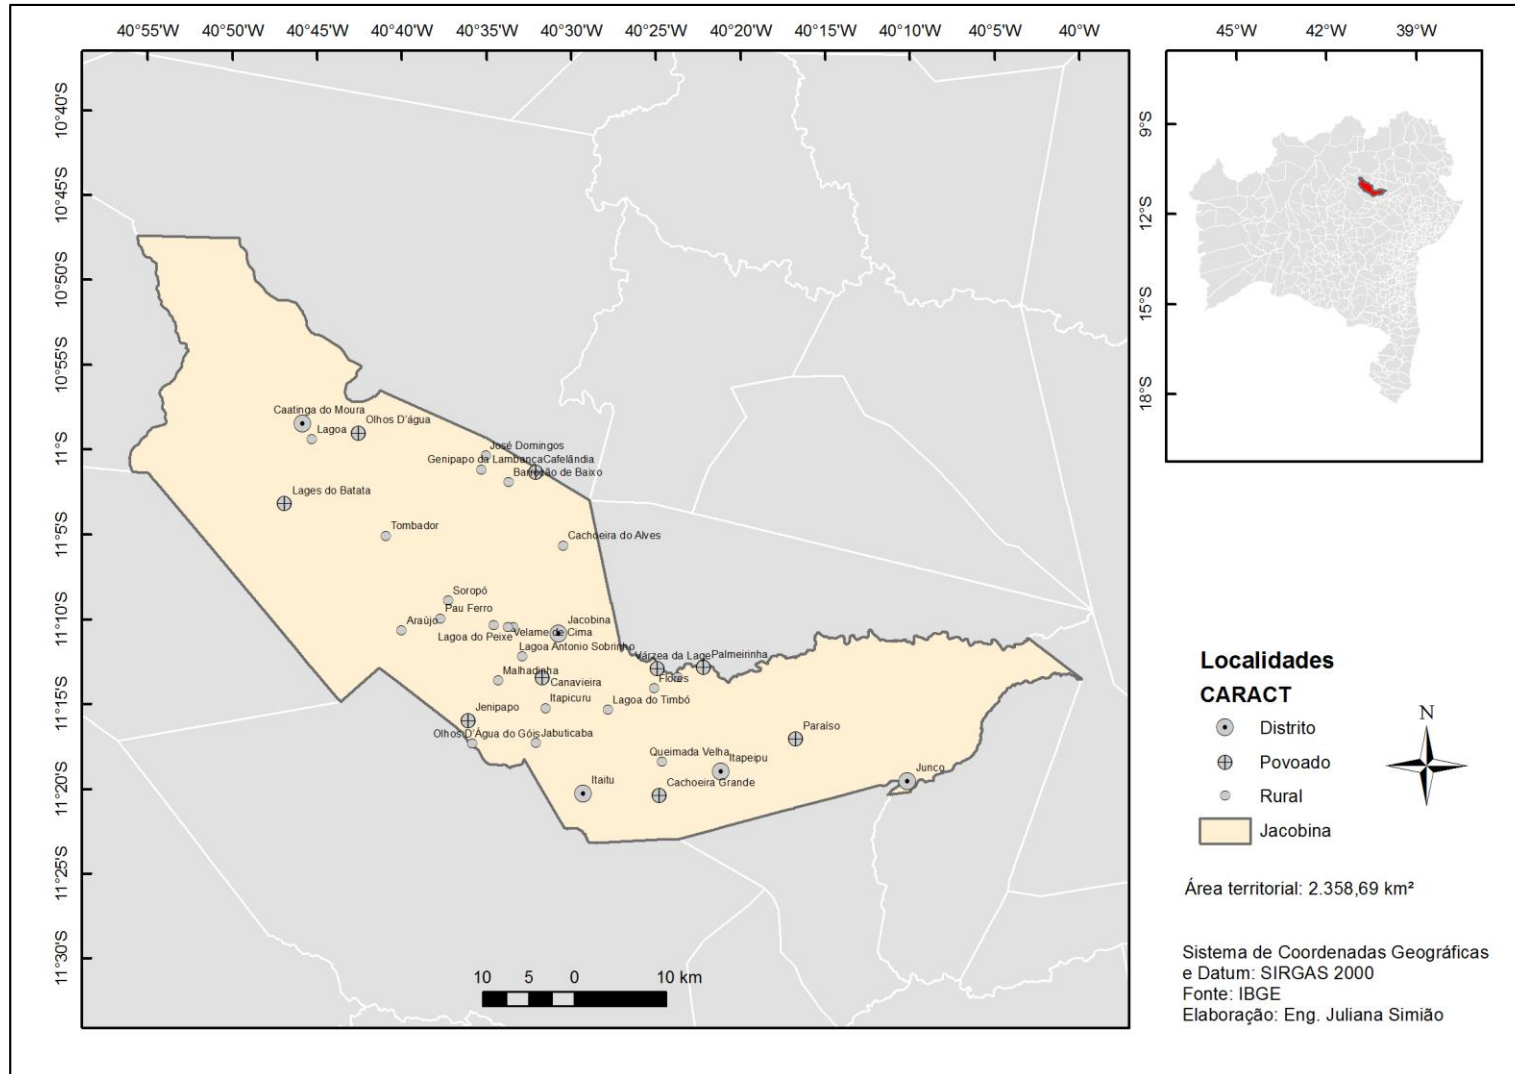 40°55'W 40°50'W 40°45'W 40°40'W 40°35'W 40°30'W 40°25'W 40°20'W 40°15'W 40°10'W 40°5'W 40°0'W
10°40'S
10°45'S
10°50'S
10°55'S
11°0'S
11°5'S
11°10'S
11°15'S
11°20'S
11°25'S
11°30'S
Caatinga do Moura
Olhos D'água
Lagoa
José Domingos
Genipapo da Lambança
Cafelândia
Barrocão de Baixo
Lages do Batata
Tombador
Cachoeira do Alves
Soropó
Pau Ferro
Araújo
Jacobina
Lagoa do Peixe
Velame de Cima
Lagoa Antonio Sobrinho
Várzea da Lage
Palmeirinha
Malhadinha
Flores
Canavieira
Itapicuru
Lagoa do Timbó
Jenipapo
Paraíso
Olhos D'Água do Góis
Jabuticaba
Queimada Velha
Itapeipu
Junco
Itaitu
Cachoeira Grande
10 5 0 10 km
45°W 42°W 39°W
9°S
12°S
15°S
18°S
Localidades
CARACT
Distrito
Povoado
Rural
Jacobina
N
Área territorial: 2.358,69 km²
Sistema de Coordenadas Geográficas
e Datum: SIRGAS 2000
Fonte: IBGE
Elaboração: Eng. Juliana Simião